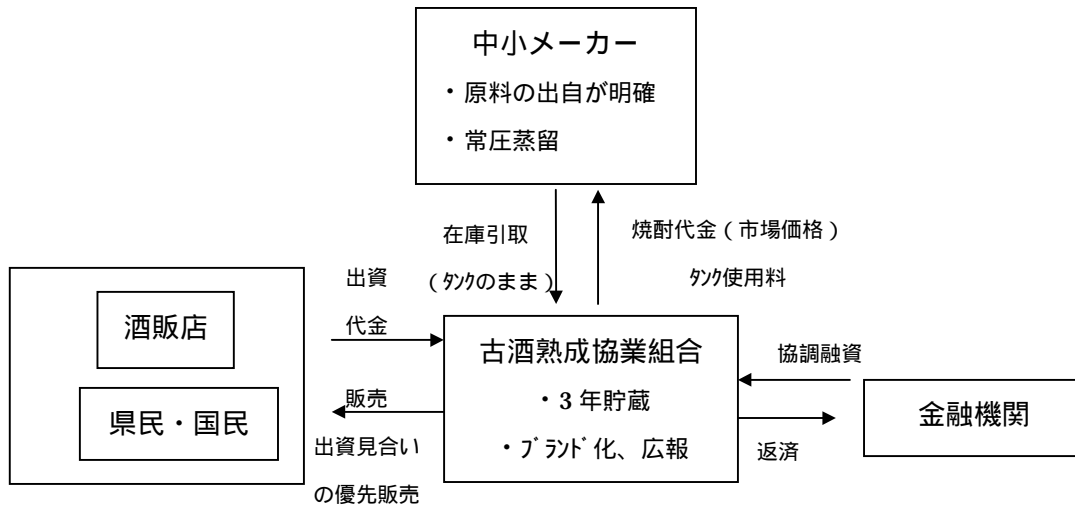 中小メーカー
・原料の出自が明確
・常圧蒸留
在庫引取
(ﾀﾝｸのまま)
焼酎代金(市場価格)
ﾀﾝｸ使用料
酒販店
県民・国民
出資
代金
販売
出資見合い
の優先販売
古酒熟成協業組合
・3年貯蔵
・ﾌﾞﾗﾝﾄﾞ化、広報
協調融資
返済
金融機関